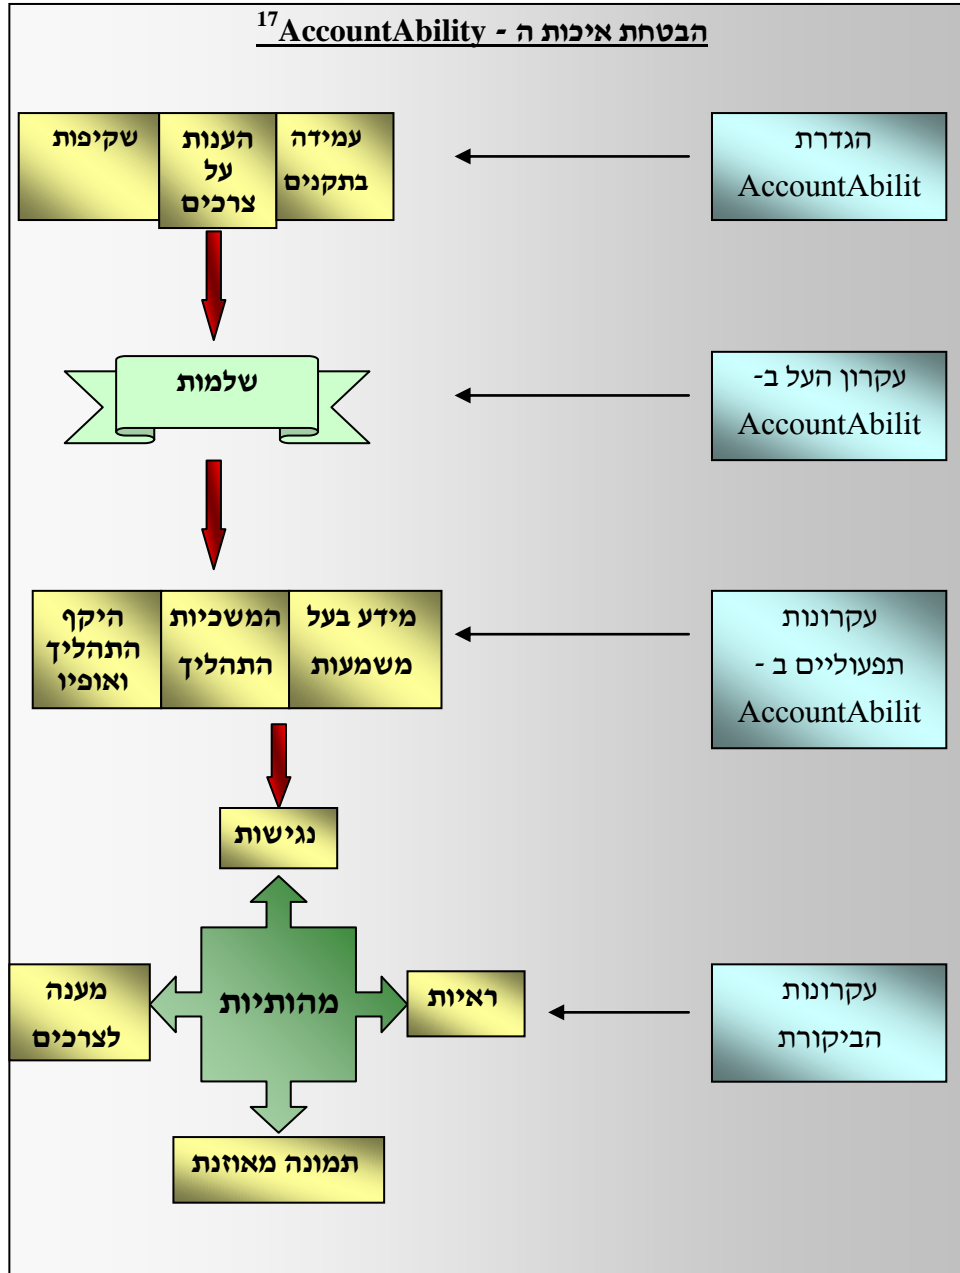 הבטחת איכות ה - AccountAbility17
הגדרת
AccountAbilit
עמידה
בתקנים
הענות
על
צרכים
שקיפות
עקרון העל ב-
AccountAbilit
שלמות
עקרונות
תפעוליים ב -
AccountAbilit
מידע בעל
משמעות
המשכיות
התהליך
היקף
התהליך
ואופיו
נגישות
עקרונות
הביקורת
ראיות
מהותיות
מענה
לצרכים
תמונה מאוזנת